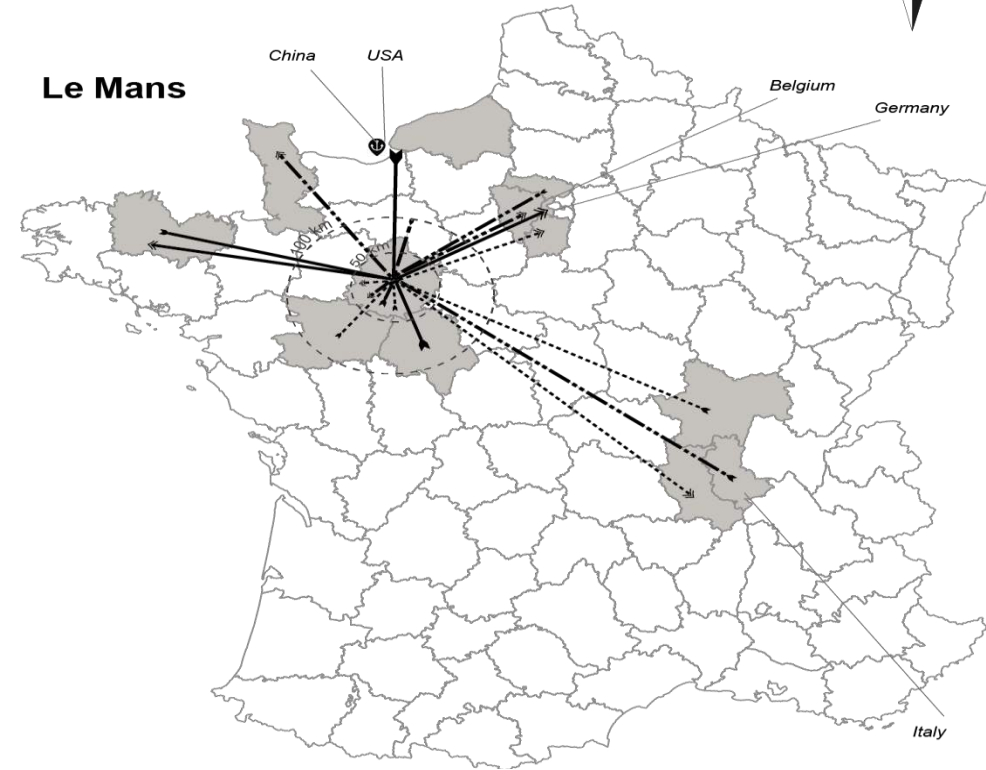 China
USA
Le Mans
Belgium
Germany
100 km
50 km
Italy